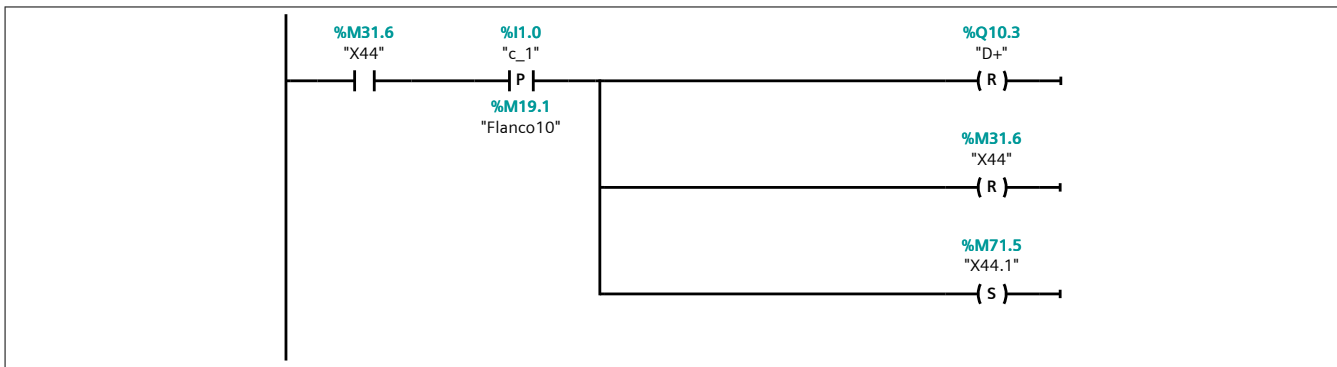 %M31.6
"X44"
%I1.0
"c_1"
P
%M19.1
"Flanco10"
%Q10.3
"D+"
R
%M31.6
"X44"
R
%M71.5
"X44.1"
S